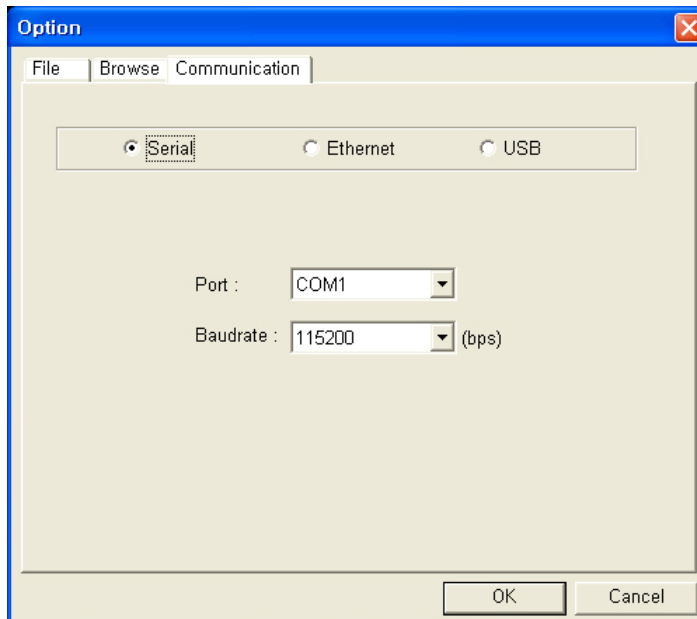 Option
File Browse Communication
Serial Ethernet USB
Port : COM1
Baudrate : 115200 (bps)
OK Cancel